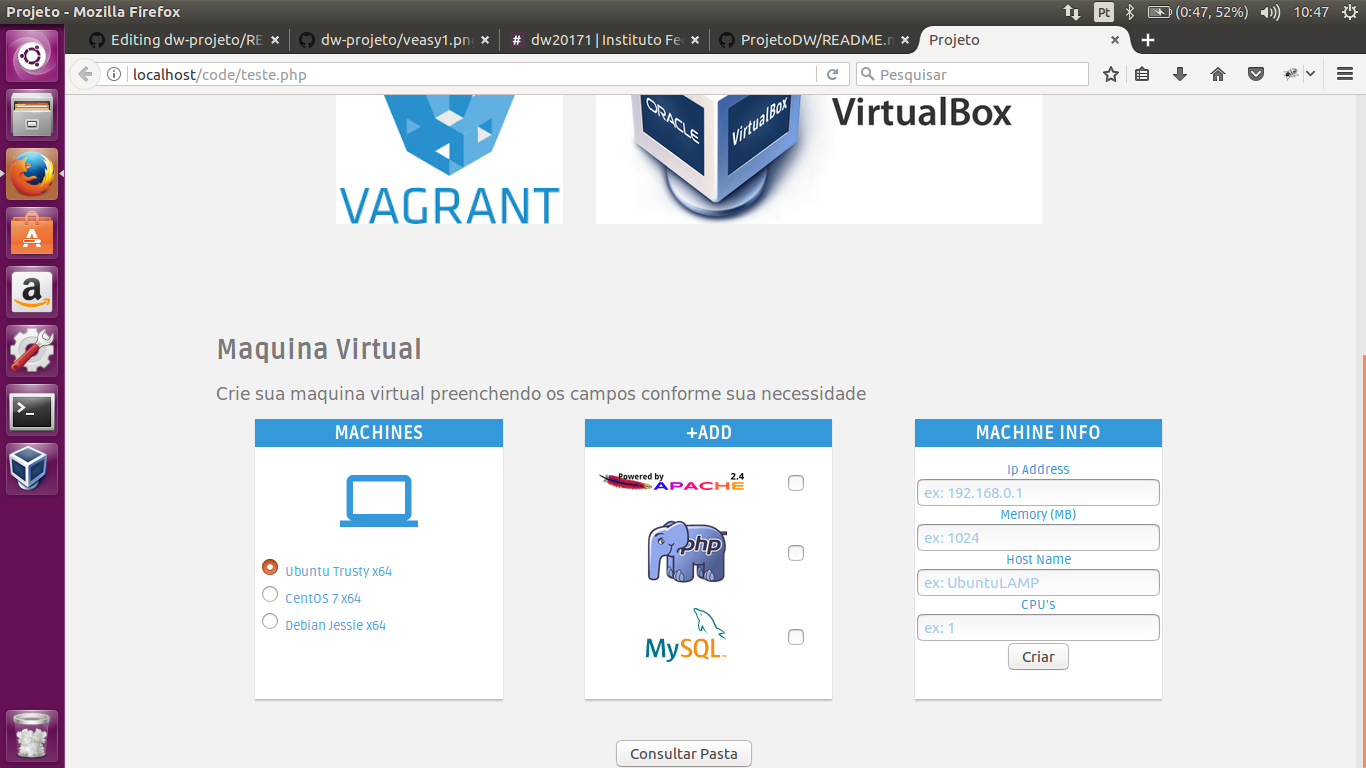 Projeto - Mozilla Firefox
Pt
(0:47, 52%)
10:47
Editing dw-projeto/RE
dw-projeto/veasy1.pn
# dw20171 | Instituto Fe
ProjetoDW/README.m
Projeto
localhost/code/teste.php
Pesquisar
VAGRANT
ORACLE
VirtualBox
VirtualBox
Maquina Virtual
Crie sua maquina virtual preenchendo os campos conforme sua necessidade
MACHINES
Ubuntu Trusty x64
CentOS 7 x64
Debian Jessie x64
+ADD
Powered by
APACHE
2.4
php
MySQL
MACHINE INFO
Ip Address
ex: 192.168.0.1
Memory (MB)
ex: 1024
Host Name
ex: UbuntuLAMP
CPU's
ex: 1
Criar
Consultar Pasta